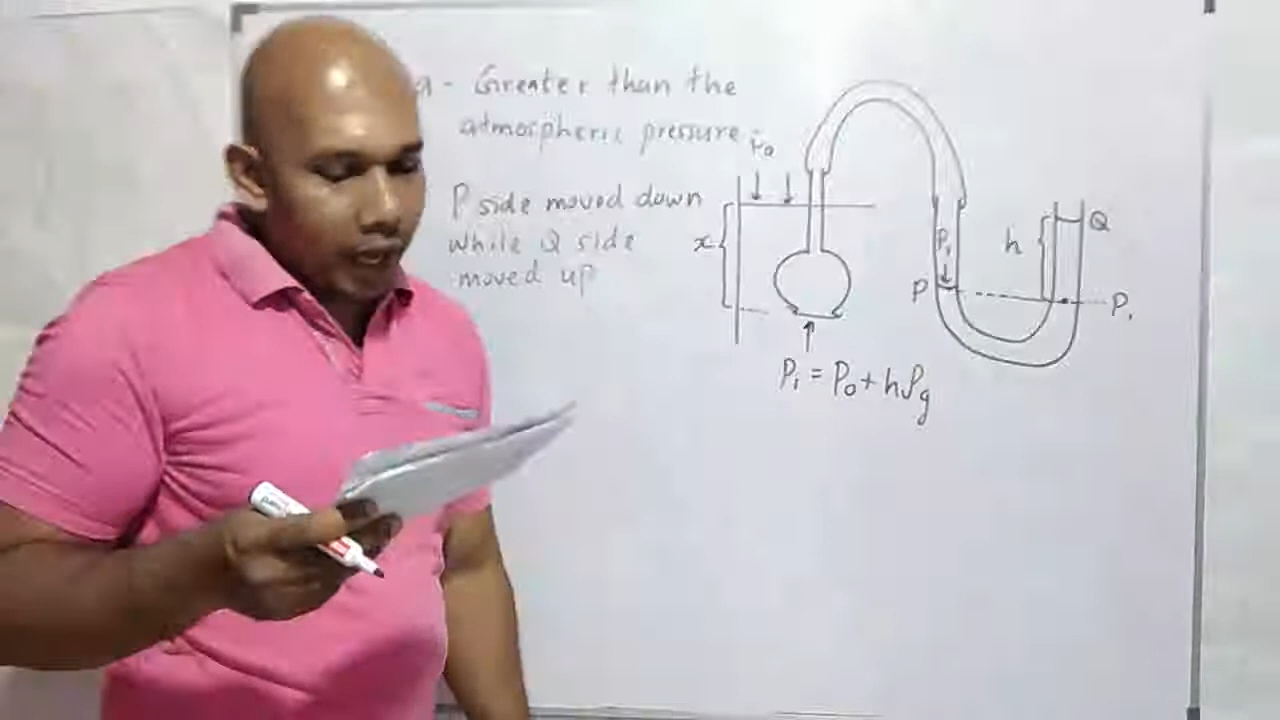 a - Greater than the
atmospheric pressure
P side moved down
while Q side
moved up
P₀
x
P₁
P
h
Q
P₁
P₁ = P₀ + hρg